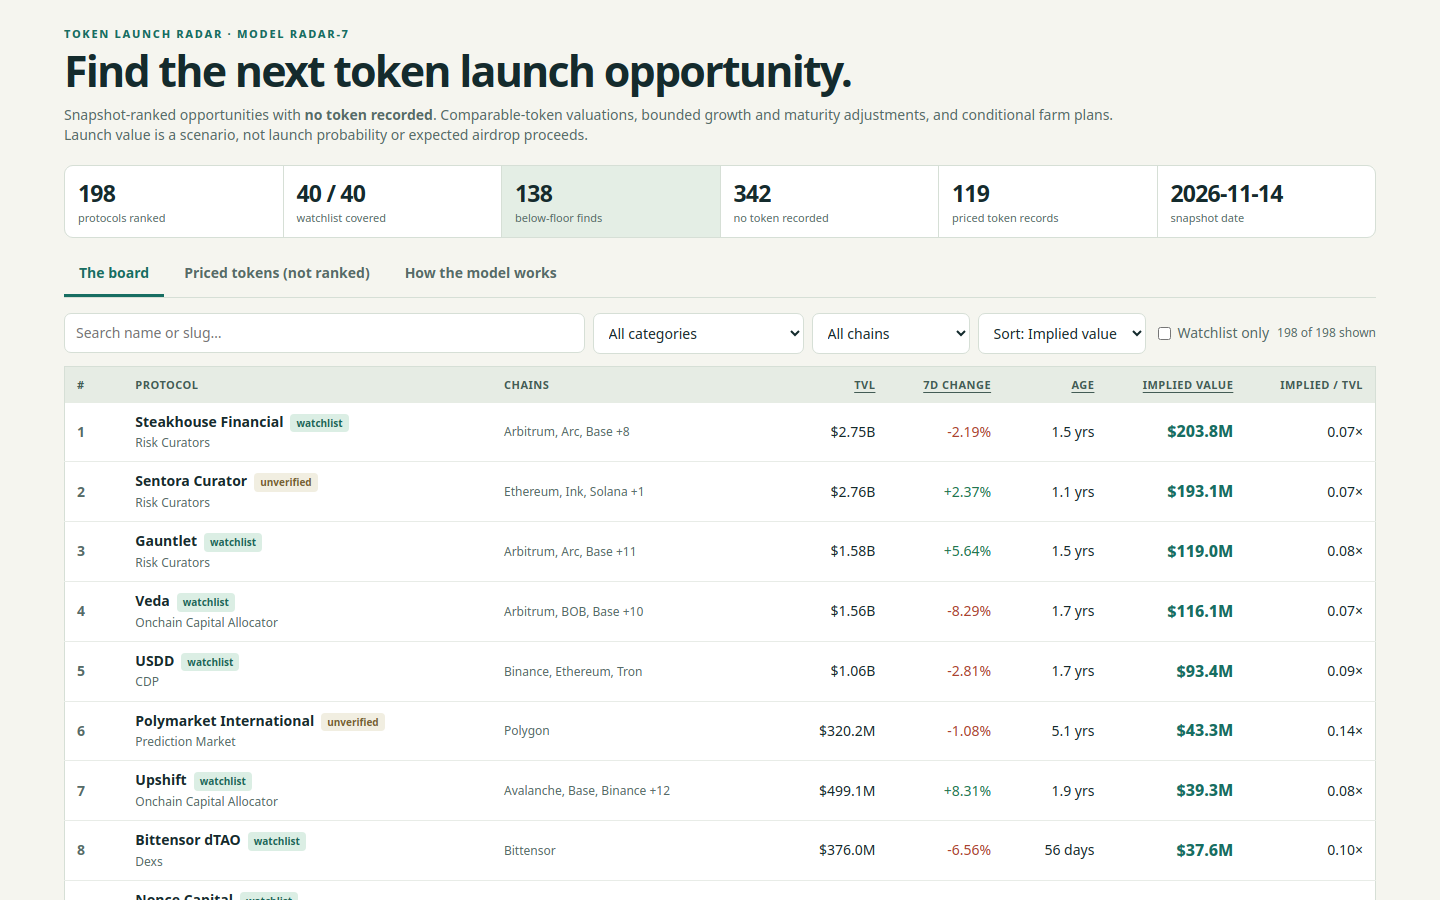 TOKEN LAUNCH RADAR · MODEL RADAR-7
Find the next token launch opportunity.
Snapshot-ranked opportunities with no token recorded. Comparable-token valuations, bounded growth and maturity adjustments, and conditional farm plans.
Launch value is a scenario, not launch probability or expected airdrop proceeds.
198 40 / 40 138 342 119 2026-11-14
protocols ranked watchlist covered below-floor finds no token recorded priced token records snapshot date
The board Priced tokens (not ranked) How the model works
Search name or slug... All categories All chains Sort: Implied value Watchlist only 198 of 198 shown
# PROTOCOL CHAINS TVL 7D CHANGE AGE IMPLIED VALUE IMPLIED / TVL
1 Steakhouse Financial watchlist Arbitrum, Arc, Base +8 $2.75B -2.19% 1.5 yrs $203.8M 0.07×
Risk Curators
2 Sentora Curator unverified Ethereum, Ink, Solana +1 $2.76B +2.37% 1.1 yrs $193.1M 0.07×
Risk Curators
3 Gauntlet watchlist Arbitrum, Arc, Base +11 $1.58B +5.64% 1.5 yrs $119.0M 0.08×
Risk Curators
4 Veda watchlist Arbitrum, BOB, Base +10 $1.56B -8.29% 1.7 yrs $116.1M 0.07×
Onchain Capital Allocator
5 USDD watchlist Binance, Ethereum, Tron $1.06B -2.81% 1.7 yrs $93.4M 0.09×
CDP
6 Polymarket International unverified Polygon $320.2M -1.08% 5.1 yrs $43.3M 0.14×
Prediction Market
7 Upshift watchlist Avalanche, Base, Binance +12 $499.1M +8.31% 1.9 yrs $39.3M 0.08×
Onchain Capital Allocator
8 Bittensor dTAO watchlist Bittensor $376.0M -6.56% 56 days $37.6M 0.10×
Dexs
Nonce Capital watchlist